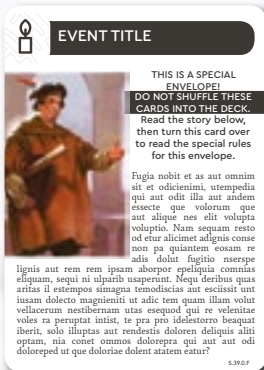 EVENT TITLE
THIS IS A SPECIAL
ENVELOPE!
DO NOT SHUFFLE THESE
CARDS INTO THE DECK.
Read the story below,
then turn this card over
to read the special rules
for this envelope.
Fugia nobit et as aut omnim
sit et odicienimi, utempedia
qui aut odit illa aut andem
essecte que volorum que
aut alique nes elit volupta
voluptio. Nam sequam resto
od etur alicimet adignis conse
non pa quiantem eosam re
adis dolut fugitio nserspe
lignis aut rem rem ipsam aborpor epeliquia comnias
eliquam, sequi ni ulparib usaperunt. Nequ deribus quas
aritas il estempos simagna temodiscias aut esciissit unt
iusam dolecto magnieniti ut adic tem quam illam volut
vellacerum nestibernam utas esequod qui re velenitae
voles ra peruptat intist, te pra pro idelestorro beaquat
iberit, solo illuptas aut rendestis doloren deliquis aliti
optam, nia conet ommos dolorepra qui aut aut odi
doloreped ut que doloriae dolent atatem eatur?
S.39.0.F